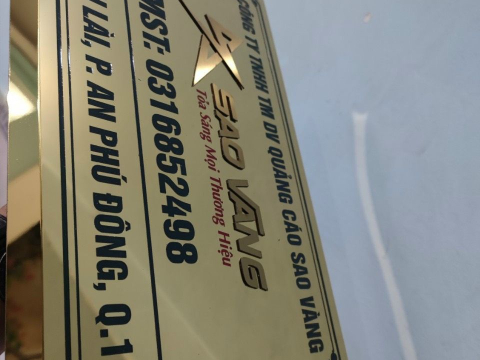 CÔNG TY TNHH TM DV QUẢNG CÁO SAO VÀNG
SAO VÀNG
Tỏa Sáng Mọi Thương Hiệu
MST: 0316852498
LÀI, P. AN PHÚ ĐÔNG, Q.1